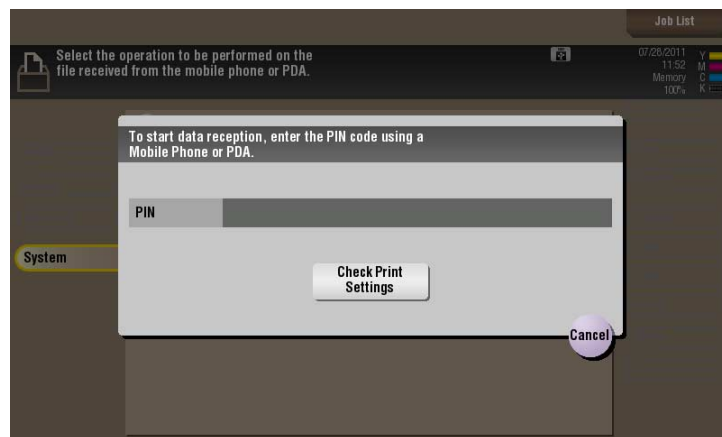 Job List
Select the operation to be performed on the
file received from the mobile phone or PDA.
07/26/2011
11:52
Memory
100%
Y
M
C
K
To start data reception, enter the PIN code using a
Mobile Phone or PDA.
PIN
System
Check Print
Settings
Cancel